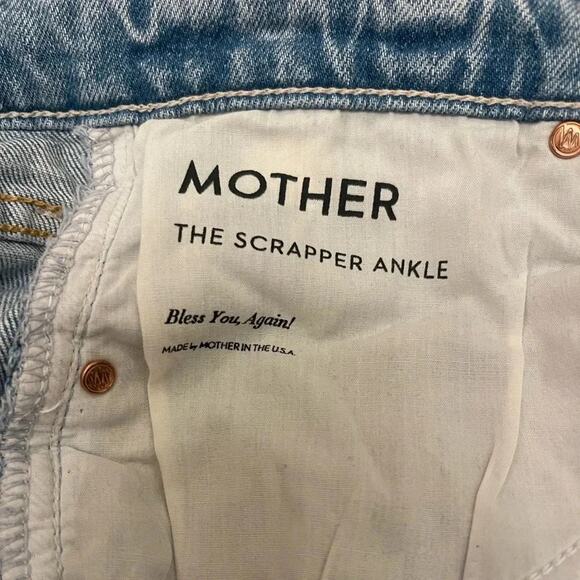 MOTHER
THE SCRAPPER ANKLE
Bless You, Again!
MADE by MOTHER IN THE U.S.A.